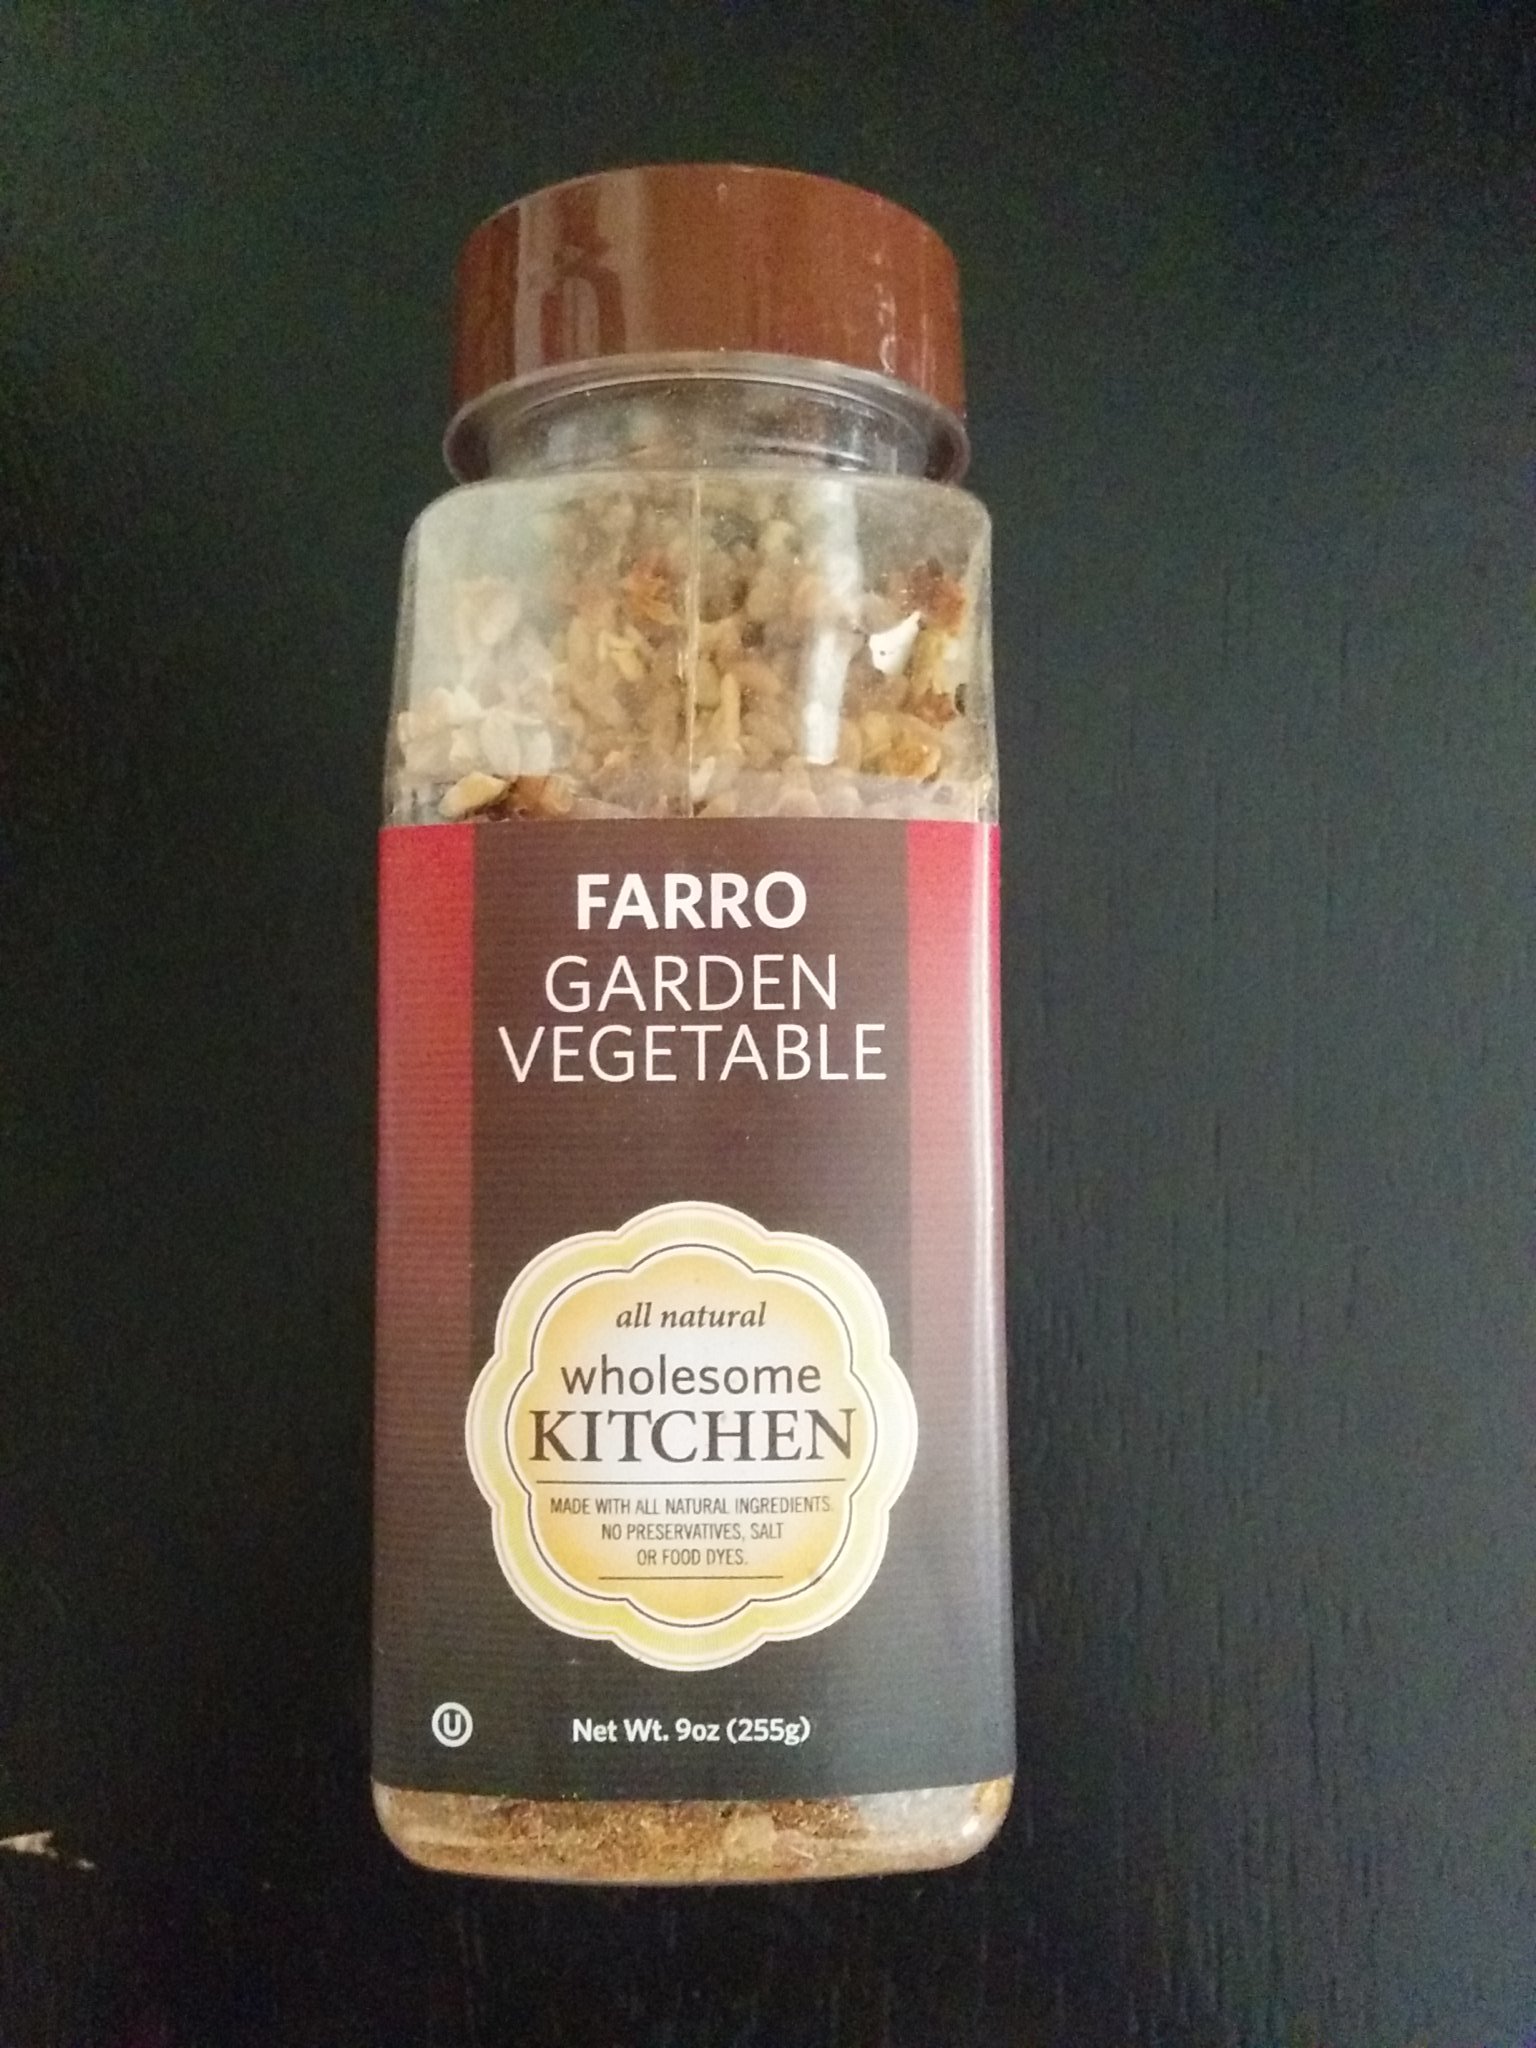 FARRO
GARDEN
VEGETABLE
all natural
wholesome
KITCHEN
MADE WITH ALL NATURAL INGREDIENTS.
NO PRESERVATIVES, SALT
OR FOOD DYES.
U
Net Wt. 9oz (255g)